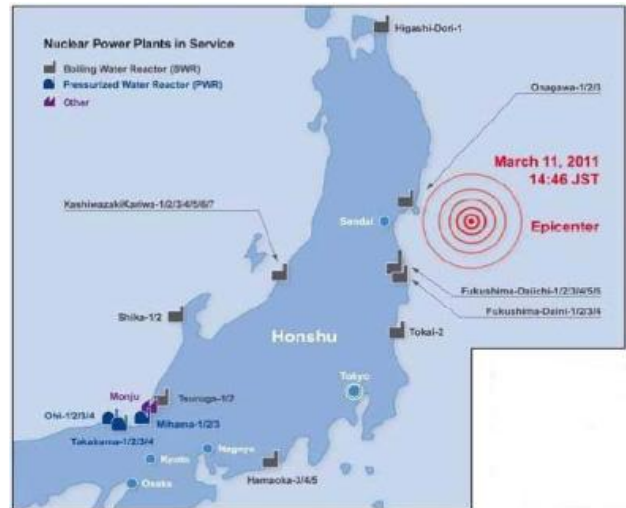 Higashi-Dori-1
Nuclear Power Plants in Service
Boiling Water Reactor (BWR)
Pressurized Water Reactor (PWR)
Other
Onagawa-1/2/3
March 11, 2011
14:46 JST
Epicenter
KashiwazakiKariwa-1/2/3-4/5/6/7
Sendai
Fukushima-Daiichi-1/2/3/4/5/6
Fukushima-Daini-1/2/3/4
Shika-1/2
Honshu
Tokai-2
Tokyo
Monju
Tsuruga-1/2
Ohi-1/2/3/4
Mihama-1/2/3
Takahama-1/2/3/4
Nagoya
Kyoto
Hamaoka-3/4/5
Osaka